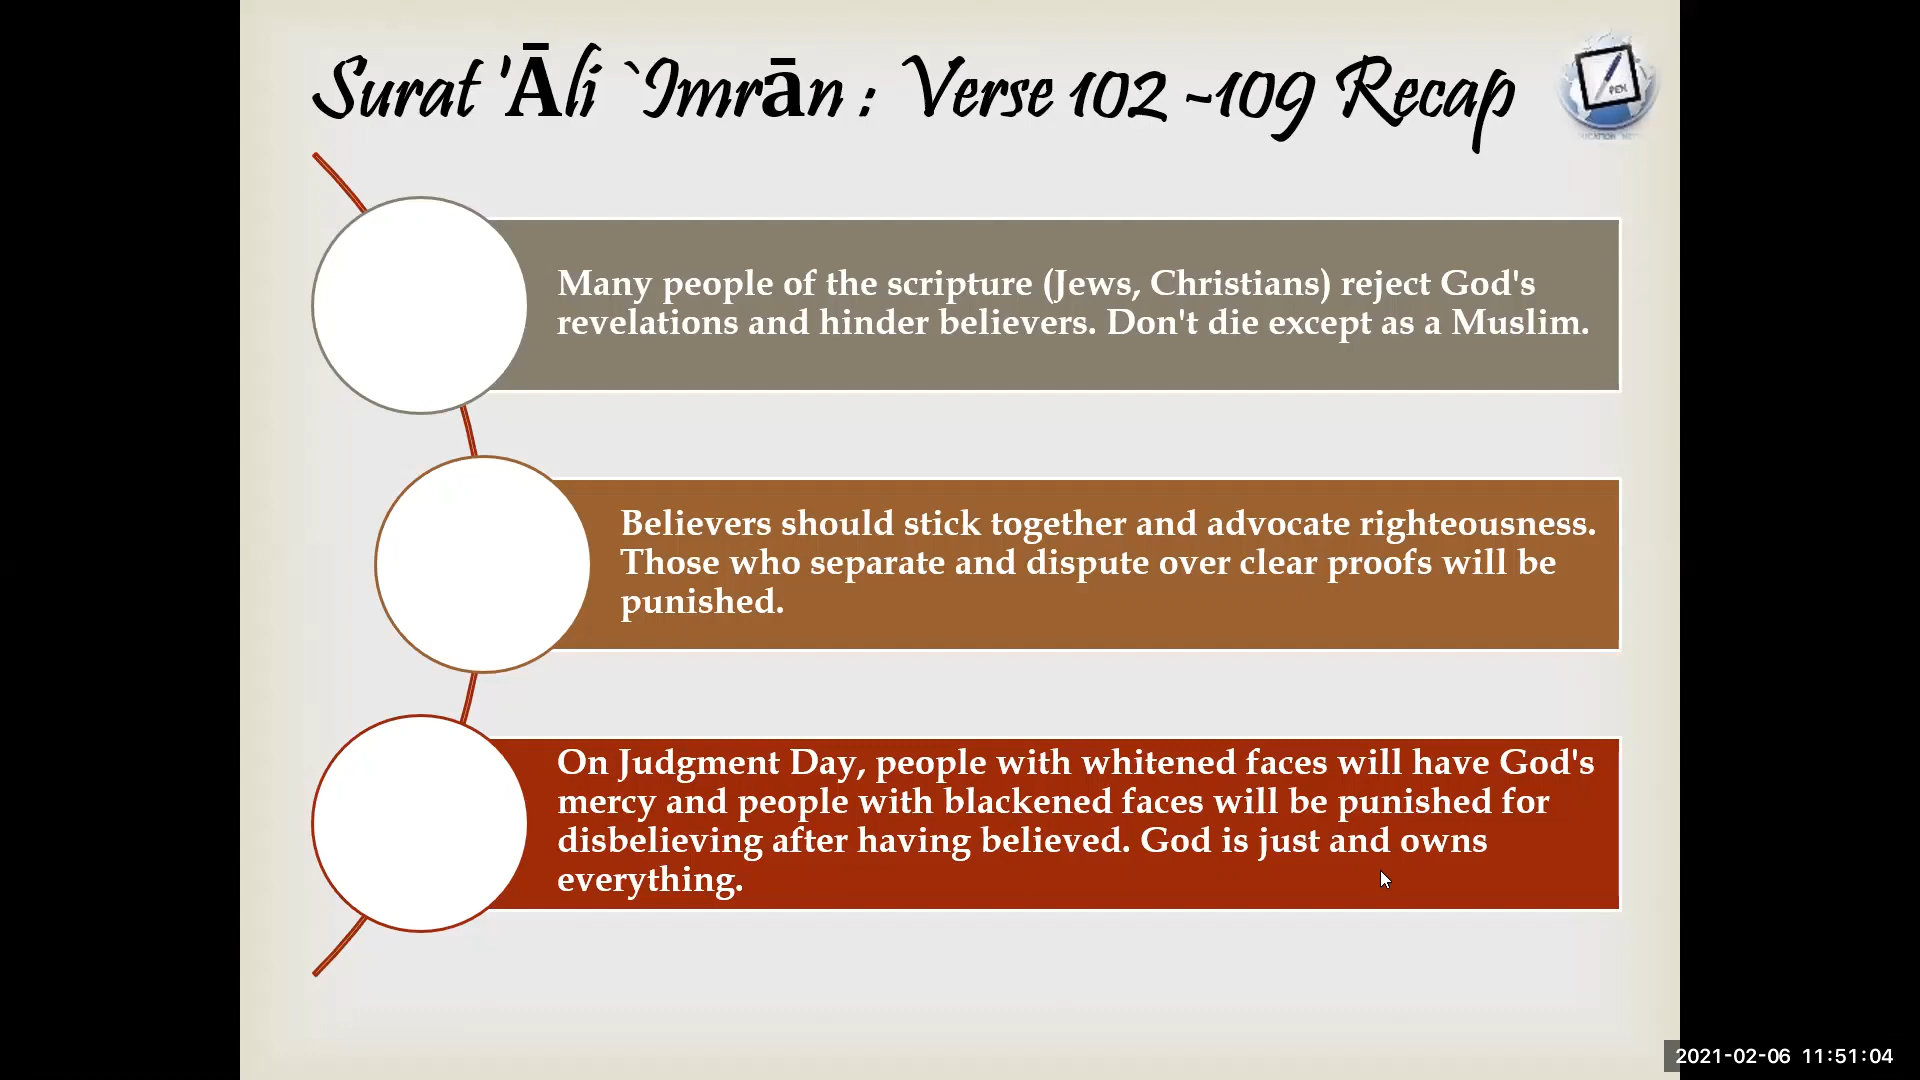 Surat 'Āli `Imrān : Verse 102 -109 Recap
PEN
Many people of the scripture (Jews, Christians) reject God's
revelations and hinder believers. Don't die except as a Muslim.
Believers should stick together and advocate righteousness.
Those who separate and dispute over clear proofs will be
punished.
On Judgment Day, people with whitened faces will have God's
mercy and people with blackened faces will be punished for
disbelieving after having believed. God is just and owns
everything.
2021-02-06 11:51:04